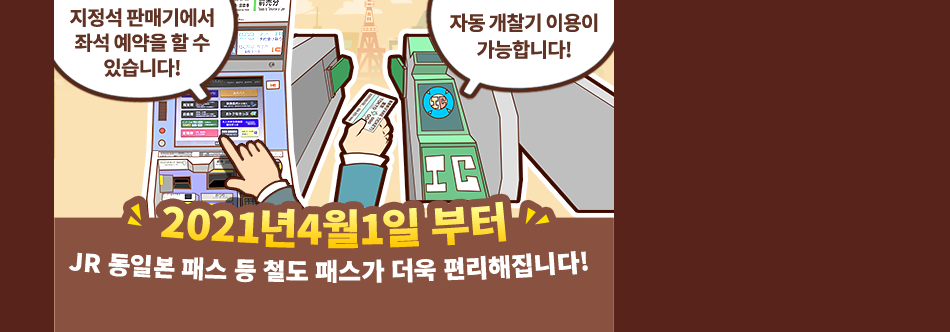 지정석 판매기에서
좌석 예약을 할 수
있습니다!
자동 개찰기 이용이
가능합니다!
IC
2021년4월1일 부터
JR 동일본 패스 등 철도 패스가 더욱 편리해집니다!